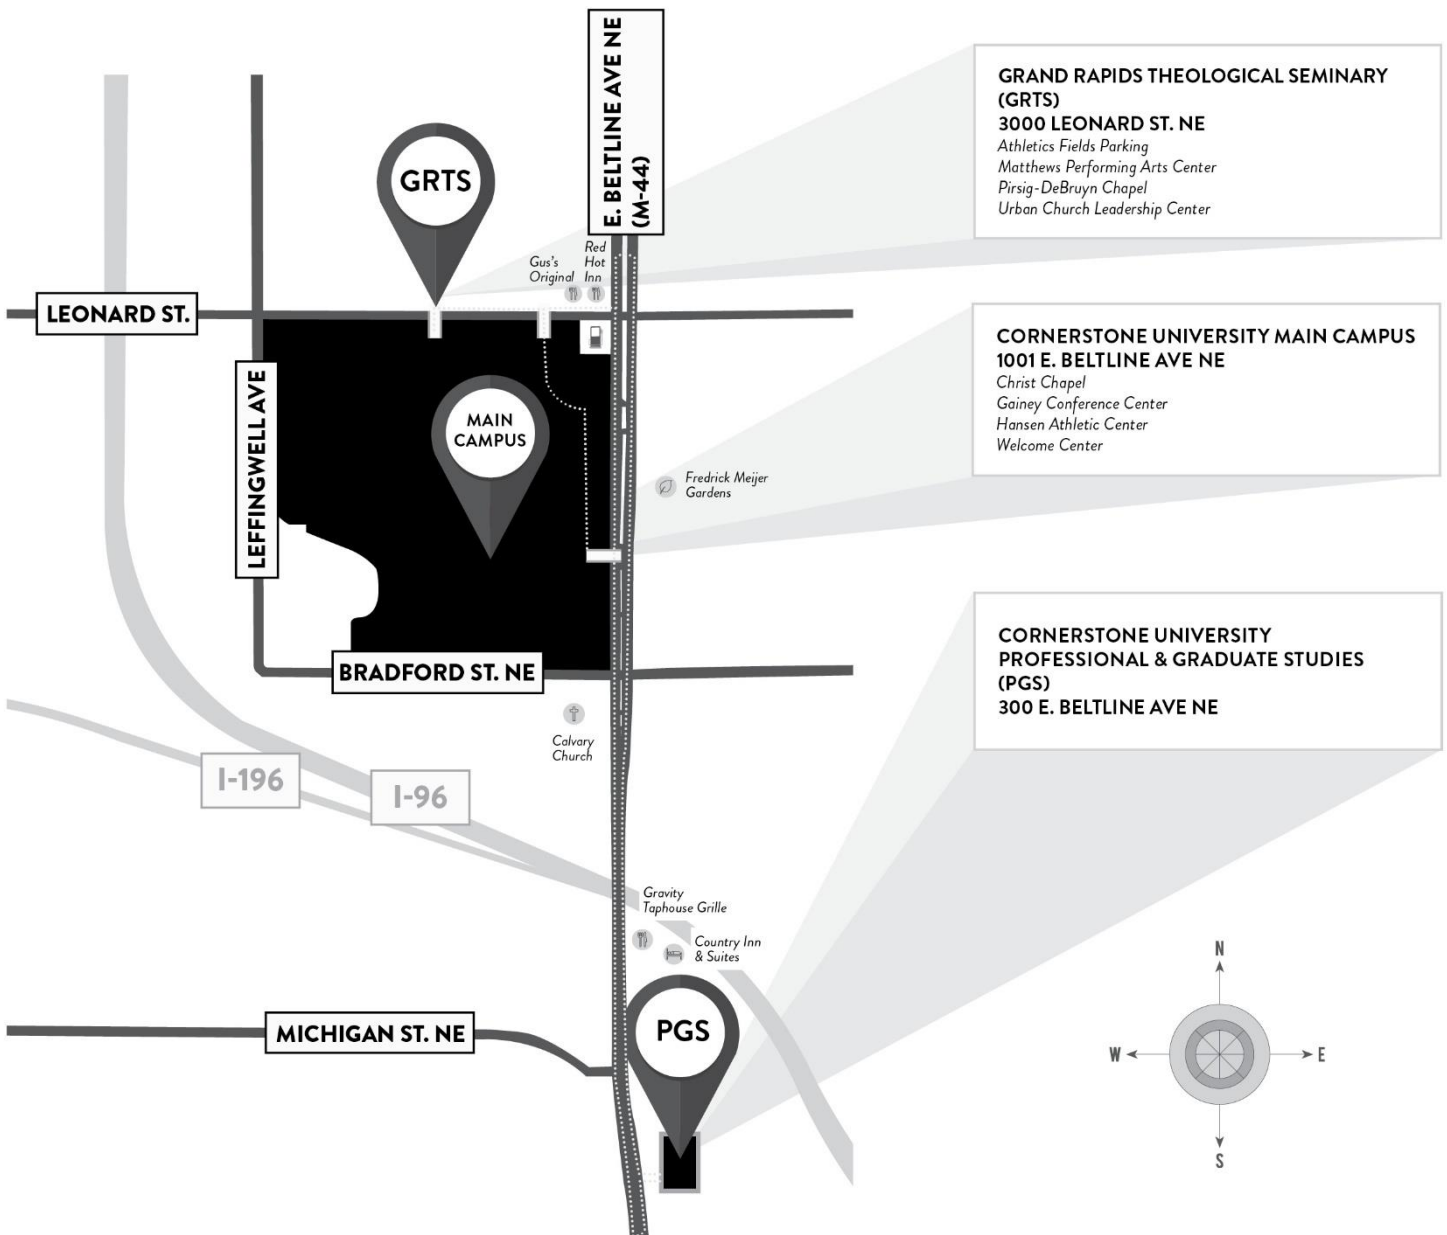 E. BELTLINE AVE NE
(M-44)
GRTS
Gus's
Original
Red
Hot
Inn
LEONARD ST.
LEFFINGWELL AVE
MAIN
CAMPUS
Fredrick Meijer
Gardens
BRADFORD ST. NE
Calvary
Church
I-196
I-96
Gravity
Taphouse Grille
Country Inn
& Suites
MICHIGAN ST. NE
PGS
GRAND RAPIDS THEOLOGICAL SEMINARY
(GRTS)
3000 LEONARD ST. NE
Athletics Fields Parking
Matthews Performing Arts Center
Pirsig-DeBruyn Chapel
Urban Church Leadership Center
CORNERSTONE UNIVERSITY MAIN CAMPUS
1001 E. BELTLINE AVE NE
Christ Chapel
Gainey Conference Center
Hansen Athletic Center
Welcome Center
CORNERSTONE UNIVERSITY
PROFESSIONAL & GRADUATE STUDIES
(PGS)
300 E. BELTLINE AVE NE
N
W
E
S